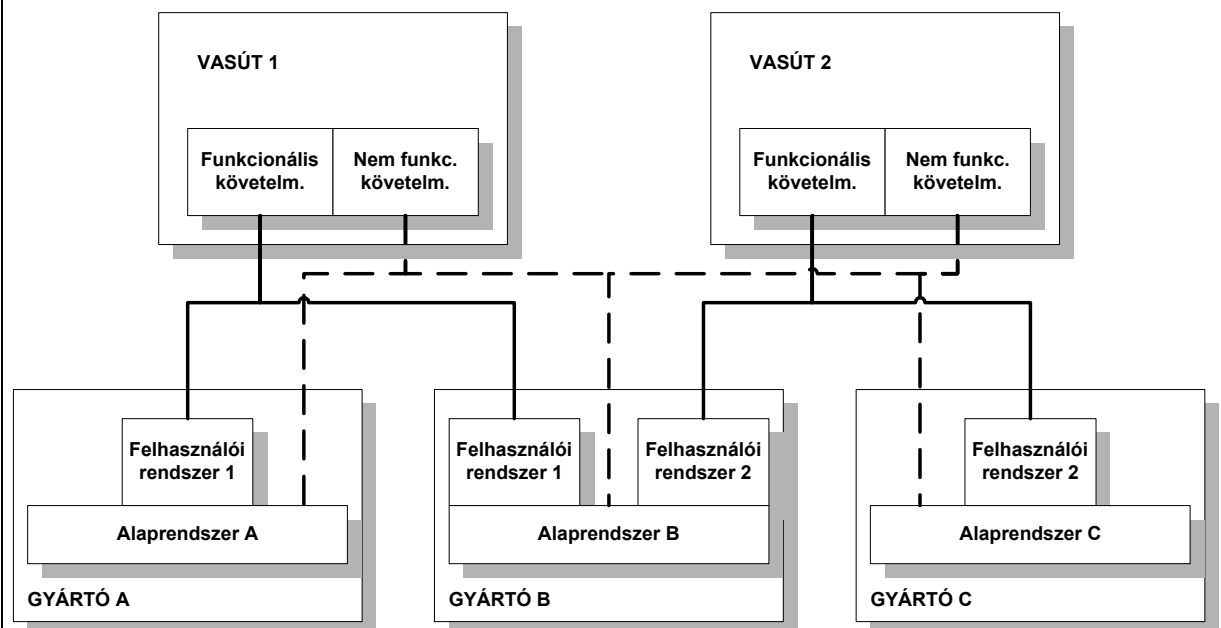 VASÚT 1
VASÚT 2
Funkcionális
követelm.
Nem funkc.
követelm.
Funkcionális
követelm.
Nem funkc.
követelm.
Felhasználói
rendszer 1
Felhasználói
rendszer 1
Felhasználói
rendszer 2
Felhasználói
rendszer 2
Alaprendszer A
Alaprendszer B
Alaprendszer C
GYÁRTÓ A
GYÁRTÓ B
GYÁRTÓ C